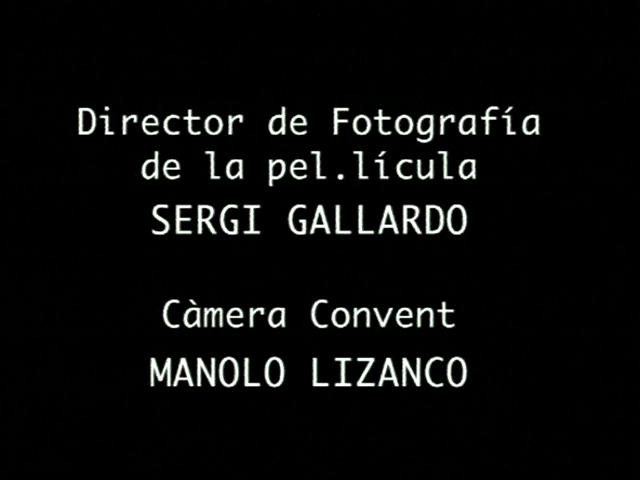 Director de Fotografía
de la pel.lícula
SERGI GALLARDO
Càmera Convent
MANOLO LIZANCO